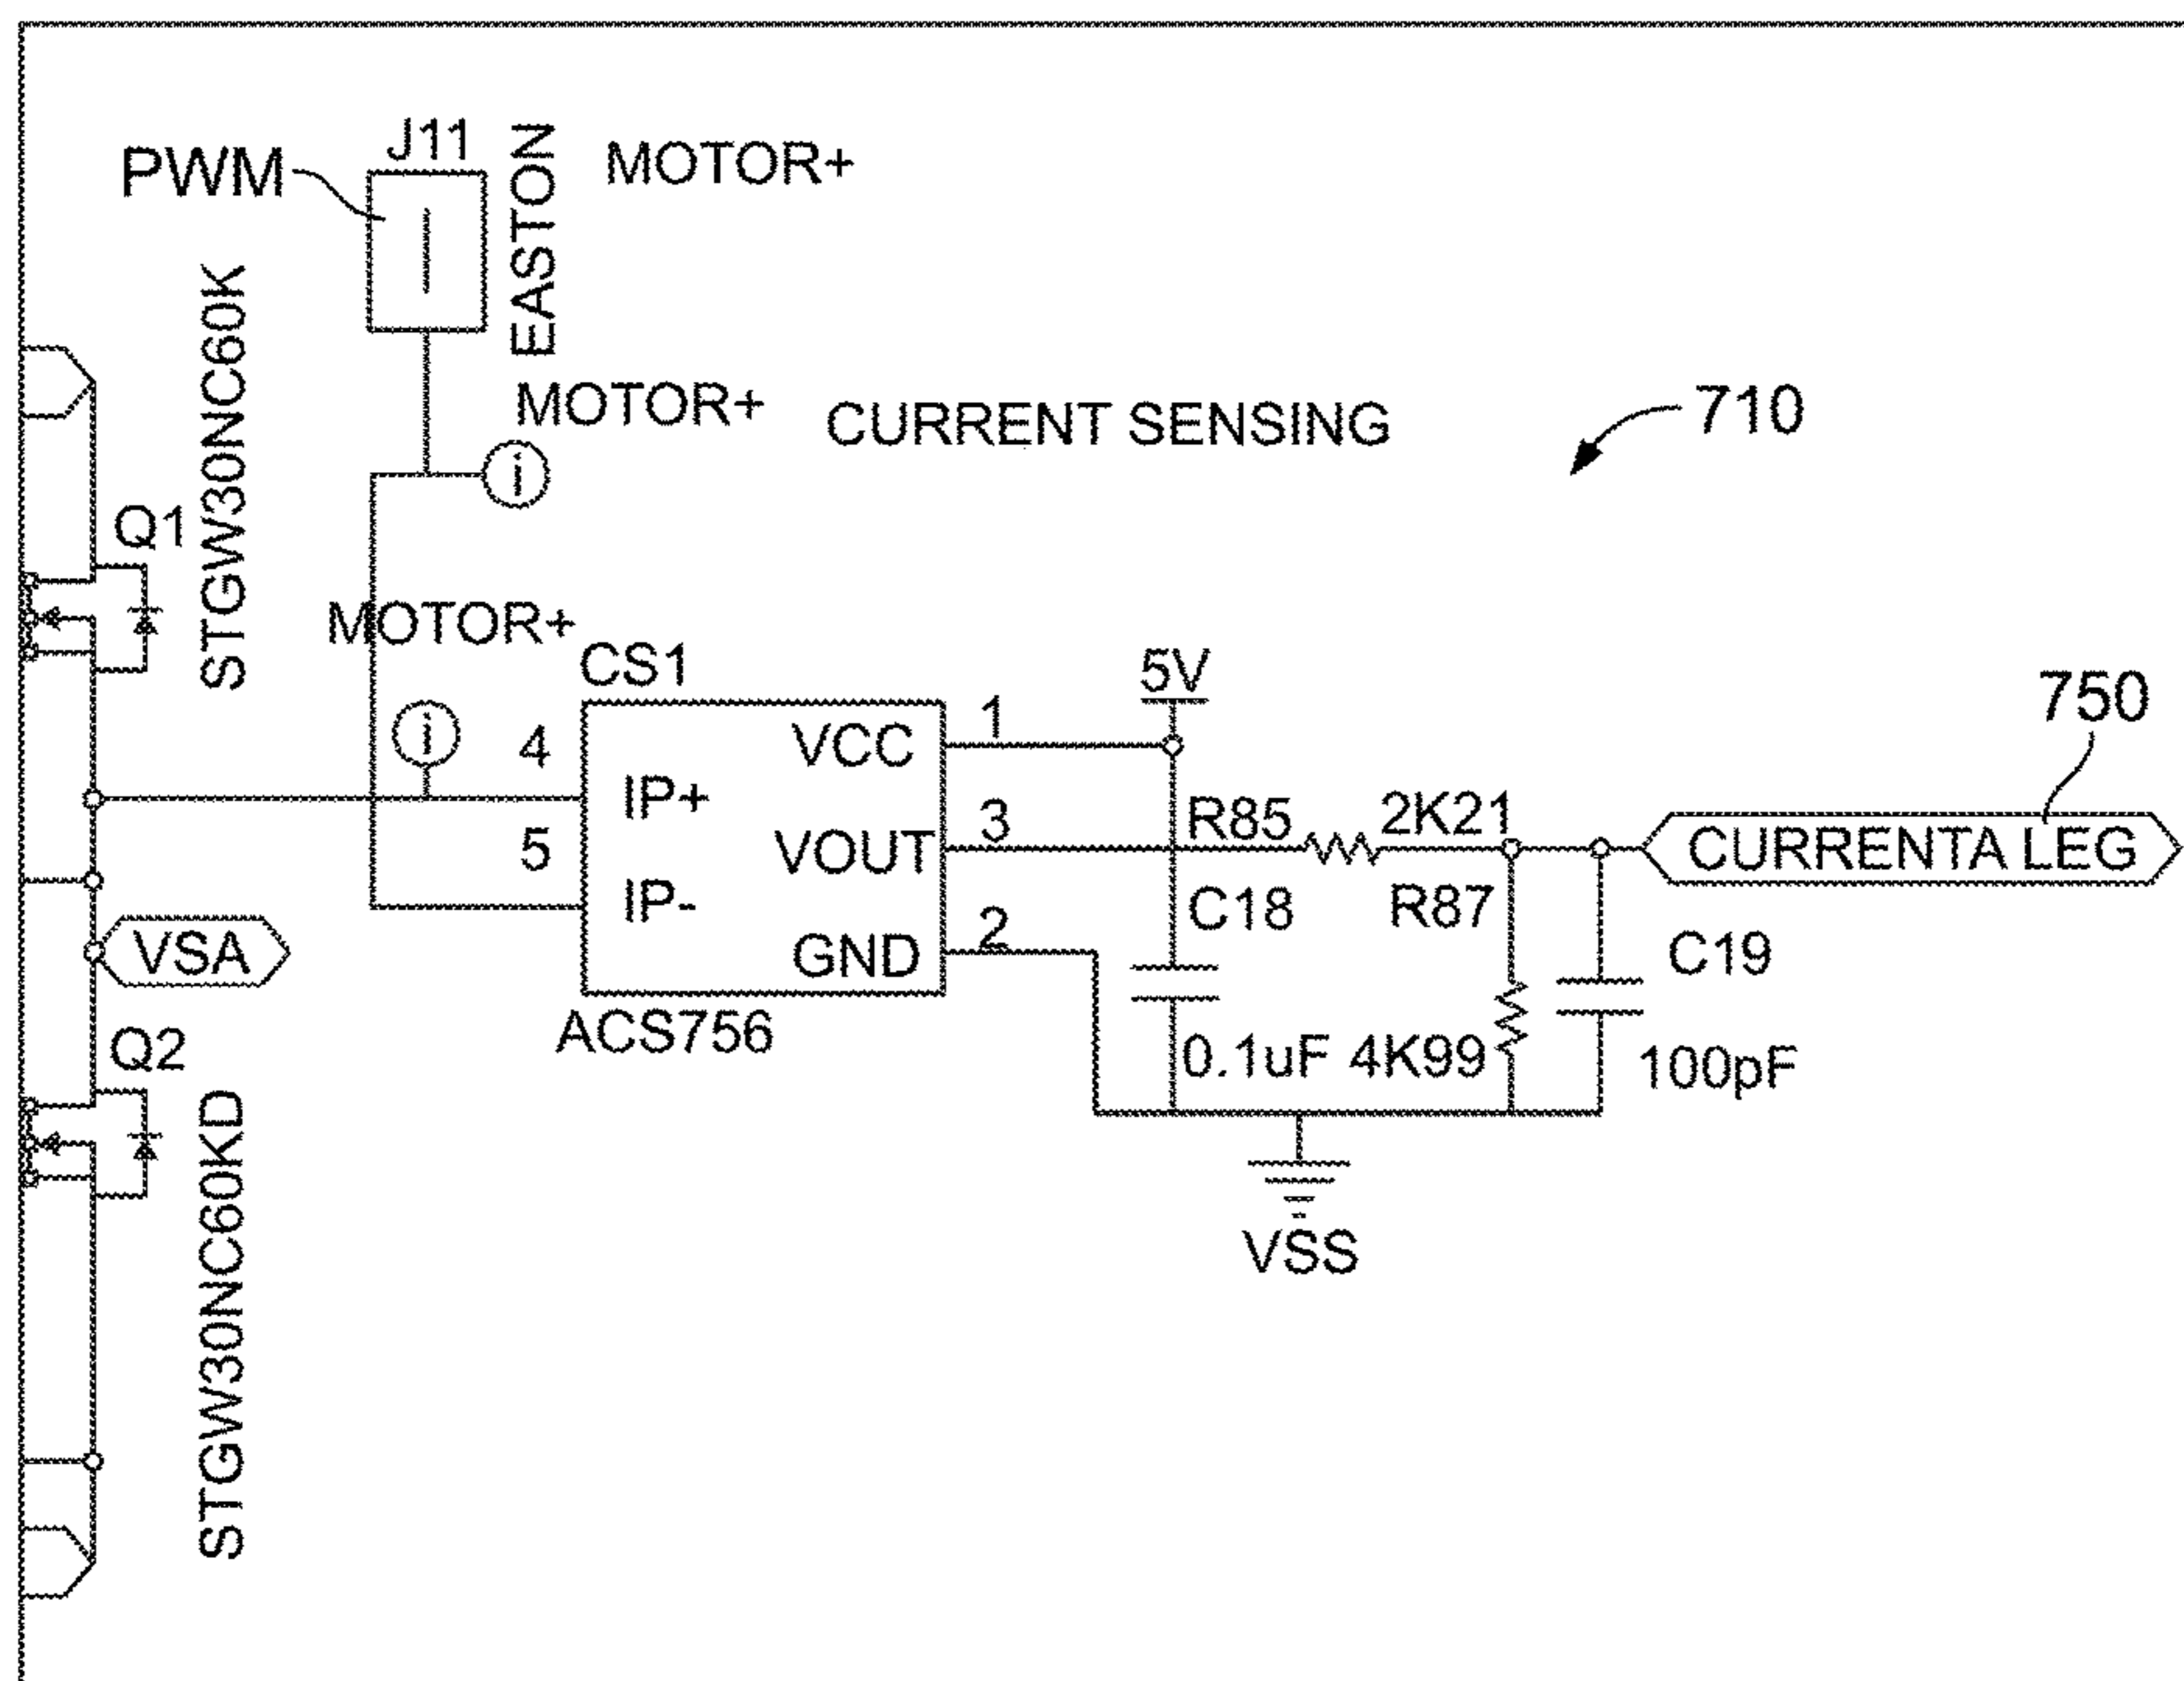 J11
PWM
EASTON
MOTOR+
STGW30NC60K
MOTOR+
CURRENT SENSING
710
i
Q1
MOTOR+
CS1
5V
750
i
4
VCC
1
IP+
5
VOUT
3
R85
2K21
CURRENTA LEG
IP-
C18
R87
VSA
GND
2
C19
Q2
ACS756
0.1uF
4K99
100pF
STGW30NC60KD
VSS